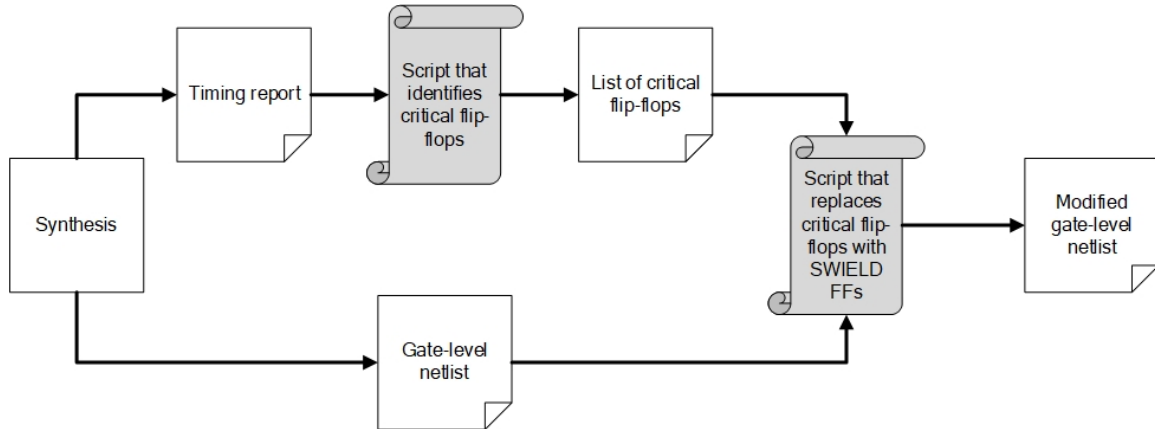 Synthesis
Timing report
Script that
identifies
critical flip-
flops
List of critical
flip-flops
Gate-level
netlist
Script that
replaces
critical flip-
flops with
SWIELD
FFs
Modified
gate-level
netlist